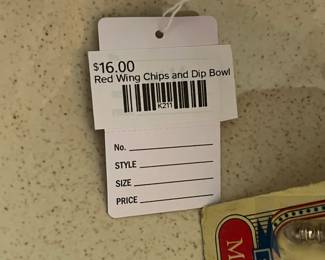 $16.00
Red Wing Chips and Dip Bowl
K211
No.
STYLE
SIZE
PRICE
M